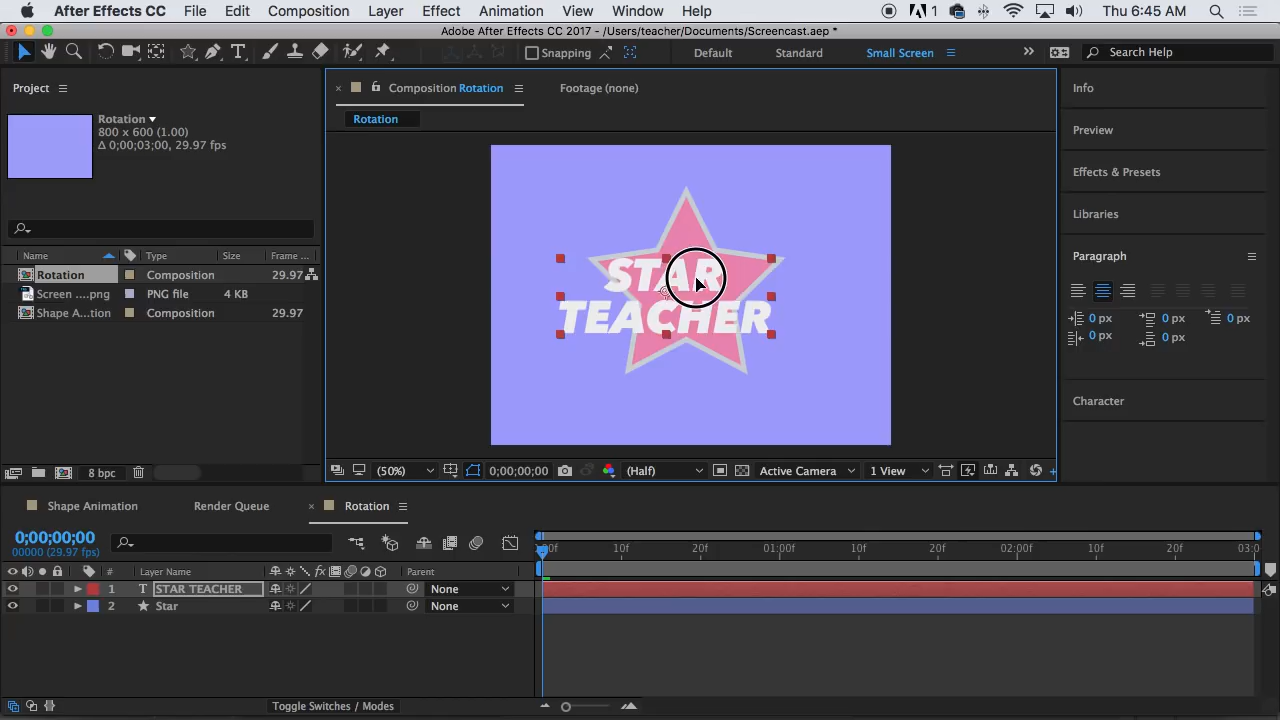 After Effects CC File Edit Composition Layer Effect Animation View Window Help 1 Thu 6:45 AM
Adobe After Effects CC 2017 - /Users/teacher/Documents/Screencast.aep *
Snapping Default Standard Small Screen Search Help
Project
Composition Rotation Footage (none)
Rotation
Rotation
800 x 600 (1.00)
Δ 0;00;03;00, 29.97 fps
Name Type Size Frame ...
Rotation Composition 29.97
Screen ....png PNG file 4 KB
Shape A...tion Composition 29.97
8 bpc
STAR
TEACHER
(50%) 0;00;00;00 (Half) Active Camera 1 View
Info
Preview
Effects & Presets
Libraries
Paragraph
0 px 0 px 0 px
0 px 0 px
Character
Shape Animation Render Queue Rotation
0;00;00;00
00000 (29.97 fps)
10f 20f 01:00f 10f 20f 02:00f 10f 20f 03:0
# Layer Name Parent
1 T STAR TEACHER None
2 Star None
Toggle Switches / Modes